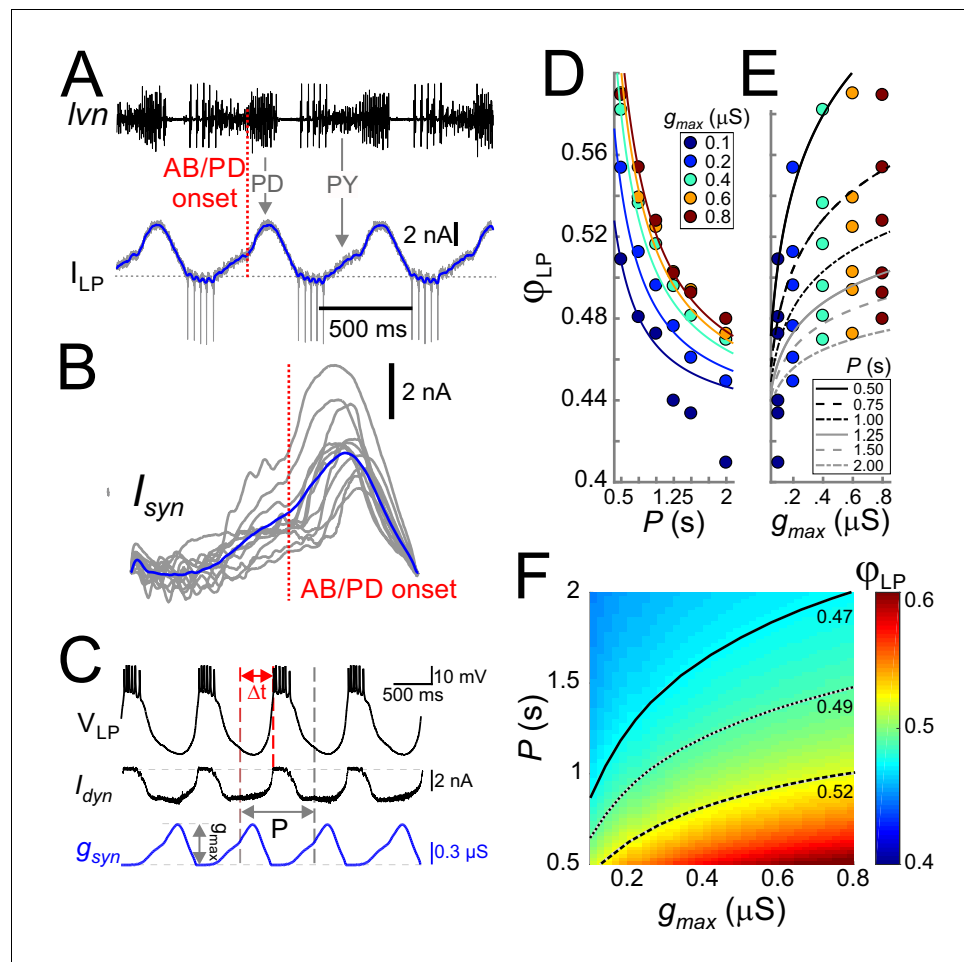 A
lvn
AB/PD
onset
PD
PY
2 nA
I_LP
500 ms
B
2 nA
I_syn
AB/PD onset
C
10 mV
500 ms
Δt
V_LP
I_dyn
2 nA
P
g_max
g_syn
0.3 µS
D
g_max (µS)
0.1
0.2
0.4
0.6
0.8
φ_LP
0.56
0.52
0.48
0.44
0.4
0.5 1.25 2
P (s)
E
P (s)
0.50
0.75
1.00
1.25
1.50
2.00
.2 .4 .6 .8
g_max (µS)
F
φ_LP
2
1.5
1
0.5
P (s)
0.47
0.49
0.52
0.2 0.4 0.6 0.8
g_max (µS)
0.6
0.5
0.4